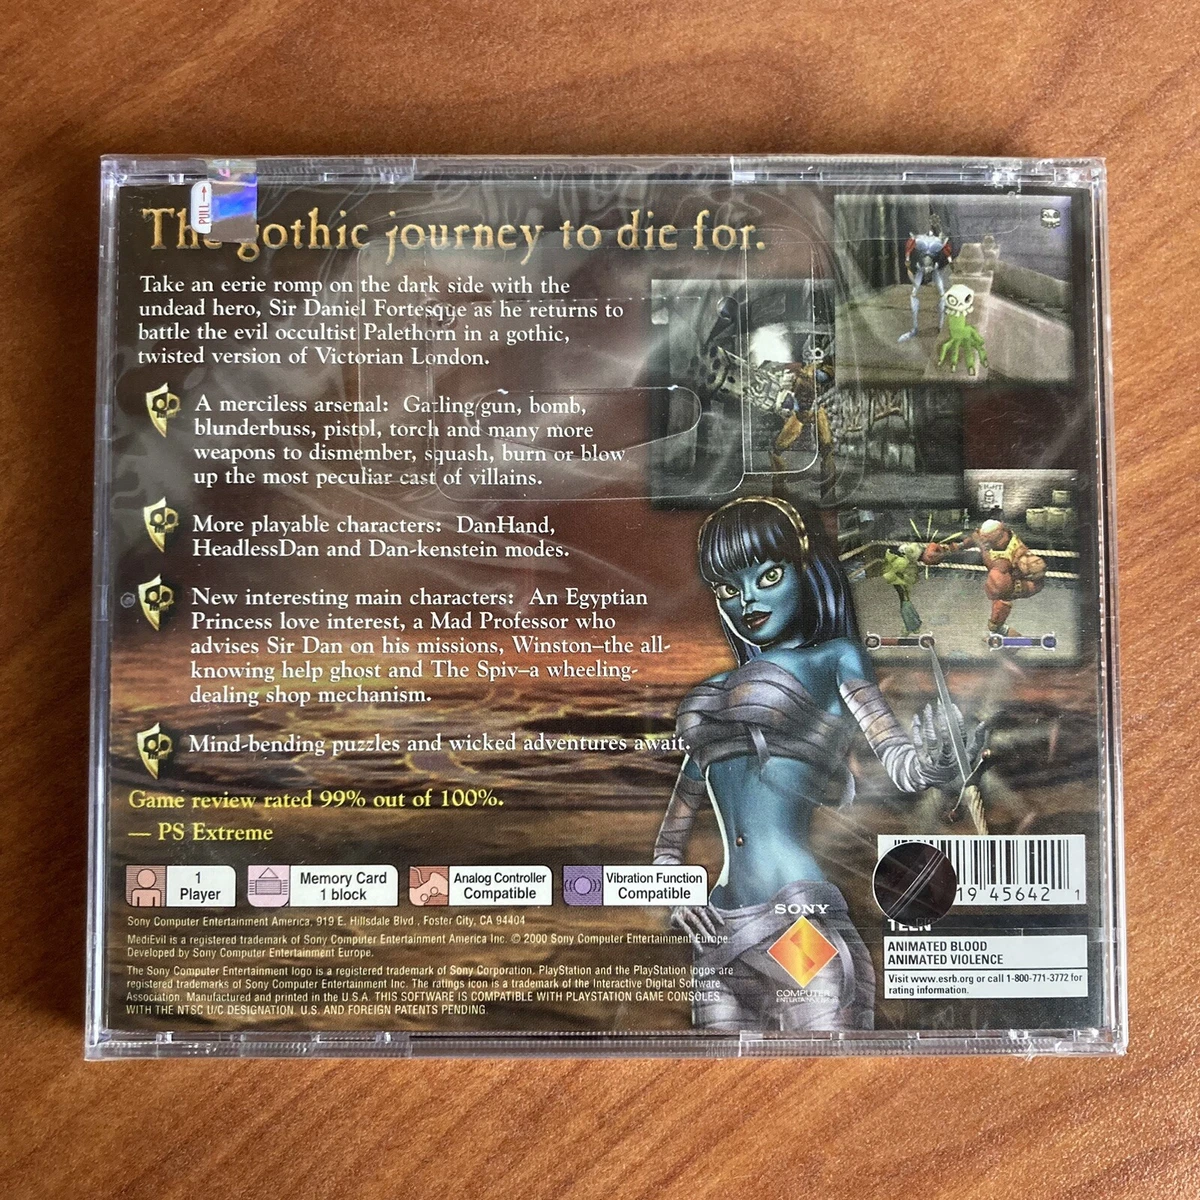 PULL→
The gothic journey to die for.
Take an eerie romp on the dark side with the
undead hero, Sir Daniel Fortesque as he returns to
battle the evil occultist Palethorn in a gothic,
twisted version of Victorian London.
A merciless arsenal: Gatling gun, bomb,
blunderbuss, pistol, torch and many more
weapons to dismember, squash, burn or blow
up the most peculiar cast of villains.
More playable characters: DanHand,
HeadlessDan and Dan-kenstein modes.
New interesting main characters: An Egyptian
Princess love interest, a Mad Professor who
advises Sir Dan on his missions, Winston–the all-
knowing help ghost and The Spiv–a wheeling-
dealing shop mechanism.
Mind-bending puzzles and wicked adventures await.
Game review rated 99% out of 100%.
— PS Extreme
1
Player
Memory Card
1 block
Analog Controller
Compatible
Vibration Function
Compatible
Sony Computer Entertainment America, 919 E. Hillsdale Blvd., Foster City, CA 94404
MediEvil is a registered trademark of Sony Computer Entertainment America Inc. © 2000 Sony Computer Entertainment Europe.
Developed by Sony Computer Entertainment Europe.
The Sony Computer Entertainment logo is a registered trademark of Sony Corporation. PlayStation and the PlayStation logos are
registered trademarks of Sony Computer Entertainment Inc. The ratings icon is a trademark of the Interactive Digital Software
Association. Manufactured and printed in the U.S.A. THIS SOFTWARE IS COMPATIBLE WITH PLAYSTATION GAME CONSOLES
WITH THE NTSC U/C DESIGNATION. U.S. AND FOREIGN PATENTS PENDING.
SONY
COMPUTER
ENTERTAINMENT
19 45642 1
TEEN
ANIMATED BLOOD
ANIMATED VIOLENCE
Visit www.esrb.org or call 1-800-771-3772 for
rating information.